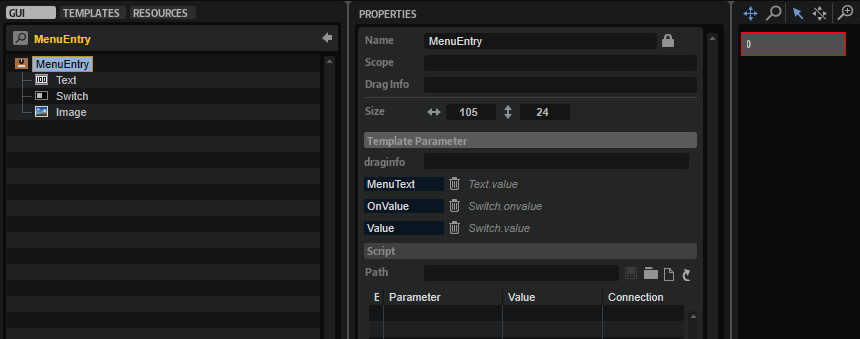 GUI TEMPLATES RESOURCES
MenuEntry
MenuEntry
Text
Switch
Image
PROPERTIES
Name MenuEntry
Scope
Drag Info
Size 105 24
Template Parameter
draginfo
MenuText Text.value
OnValue Switch.onvalue
Value Switch.value
Script
Path
E Parameter Value Connection
0